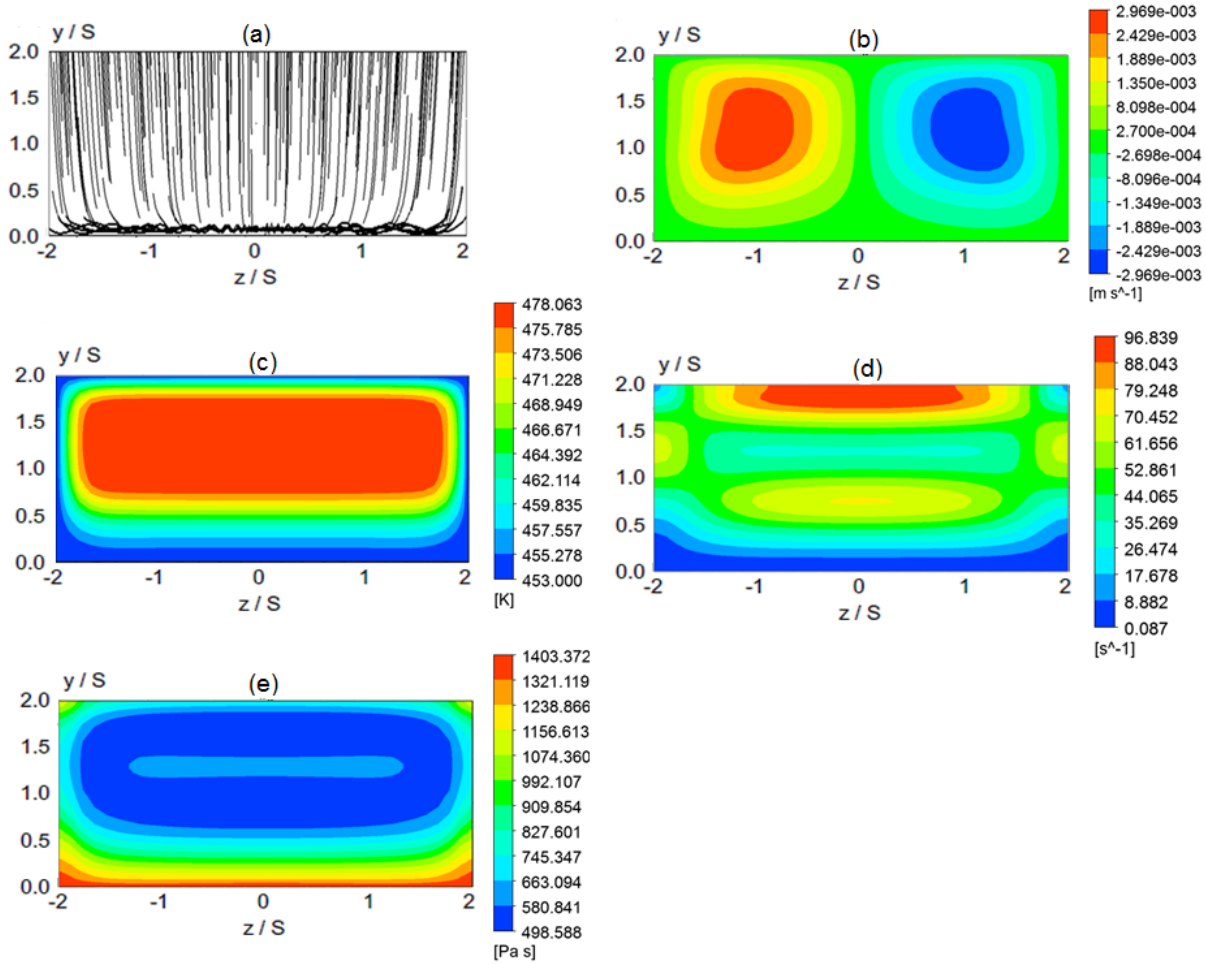 (a)
y / S
2.0
1.5
1.0
0.5
0.0
-2 -1 0 1 2
z / S
(b)
y / S
2.0
1.5
1.0
0.5
0.0
-2 -1 0 1 2
z / S
2.969e-003
2.429e-003
1.889e-003
1.350e-003
8.098e-004
2.700e-004
-2.698e-004
-8.096e-004
-1.349e-003
-1.889e-003
-2.429e-003
-2.969e-003
[m s^-1]
(c)
y / S
2.0
1.5
1.0
0.5
0.0
-2 -1 0 1 2
z / S
478.063
475.785
473.506
471.228
468.949
466.671
464.392
462.114
459.835
457.557
455.278
453.000
[K]
(d)
y / S
2.0
1.5
1.0
0.5
0.0
-2 -1 0 1 2
z / S
96.839
88.043
79.248
70.452
61.656
52.861
44.065
35.269
26.474
17.678
8.882
0.087
[s^-1]
(e)
y / S
2.0
1.5
1.0
0.5
0.0
-2 -1 0 1 2
z / S
1403.372
1321.119
1238.866
1156.613
1074.360
992.107
909.854
827.601
745.347
663.094
580.841
498.588
[Pa s]